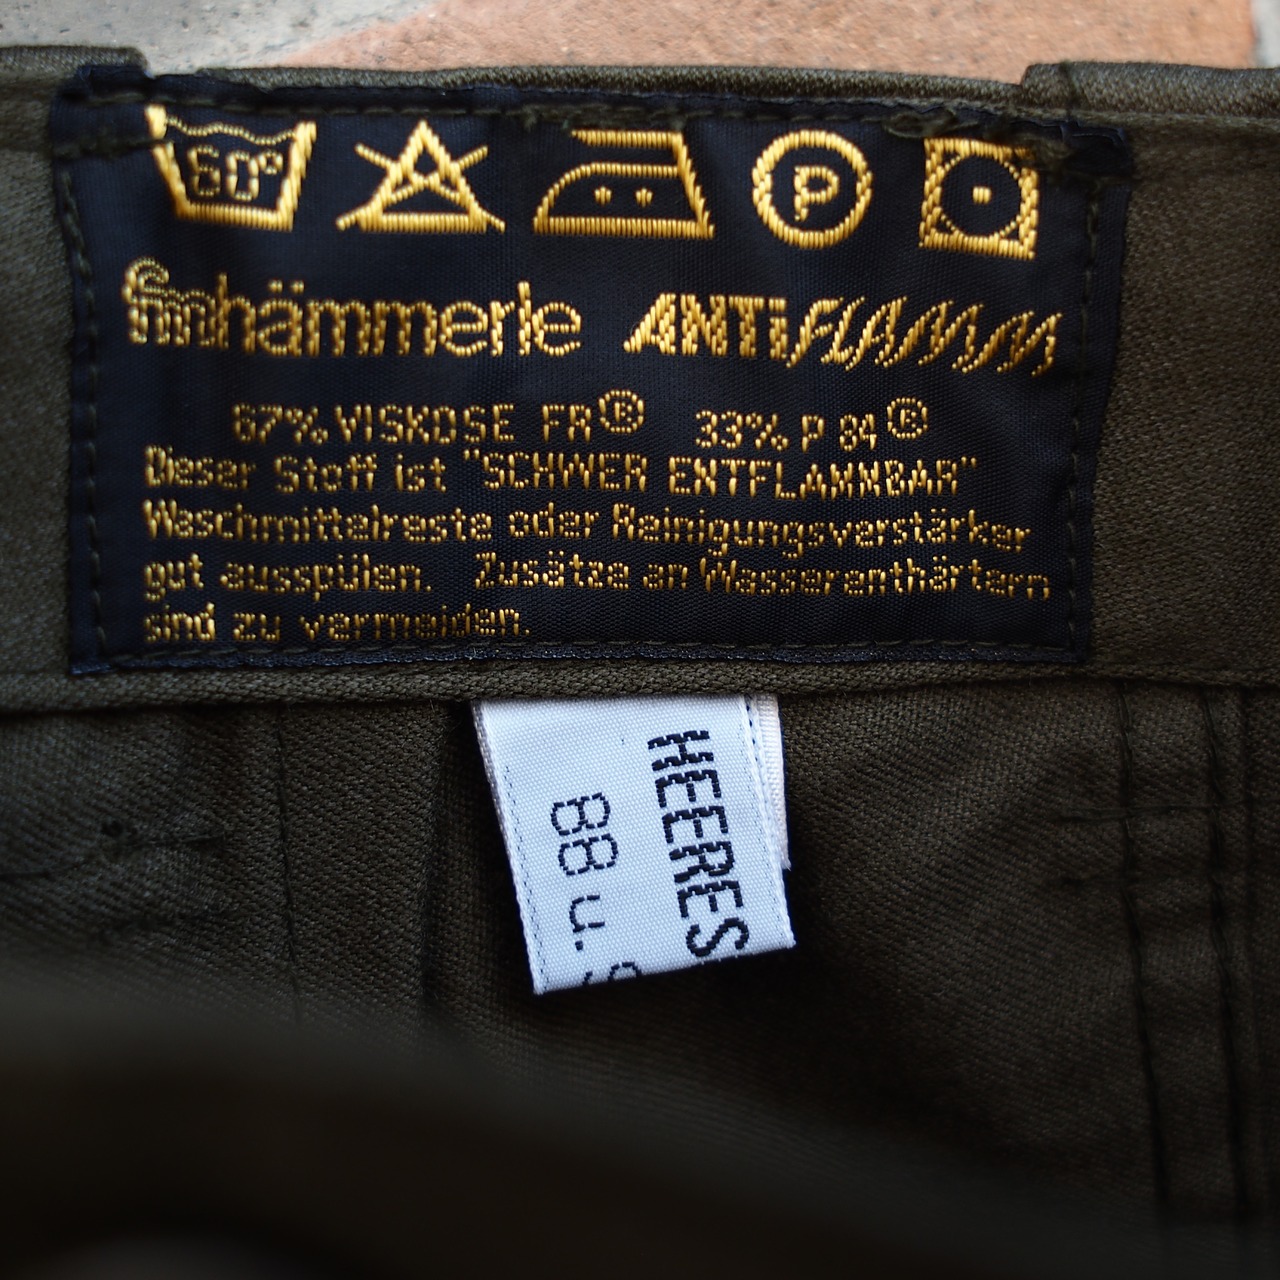 60°
P
fmhämmerle ANTIFLAMM
67% VISKOSE FR® 33% P 84®
Dieser Stoff ist "SCHWER ENTFLAMMBAR"
Waschmittelreste oder Reinigungsverstärker
gut ausspülen. Zusätze an Wasserenthärtern
sind zu vermeiden.
HEERES
88 u.